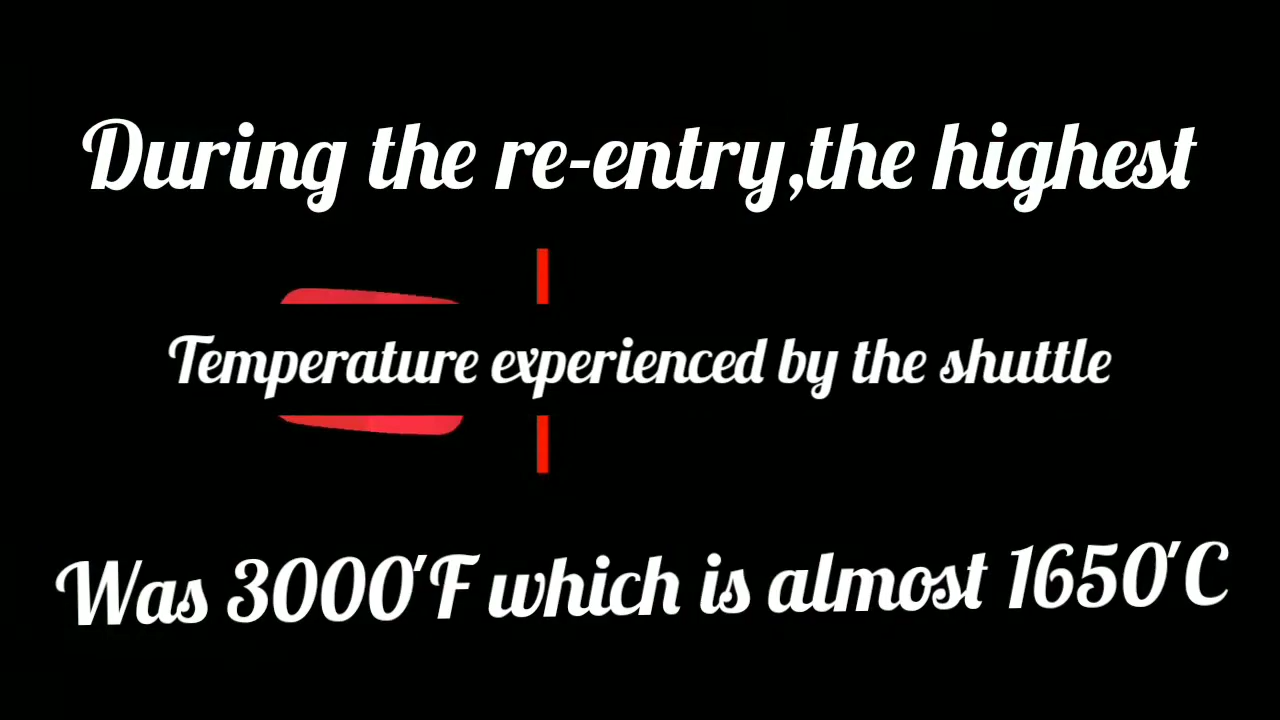 During the re-entry,the highest
Temperature experienced by the shuttle
Was 3000'F which is almost 1650'C